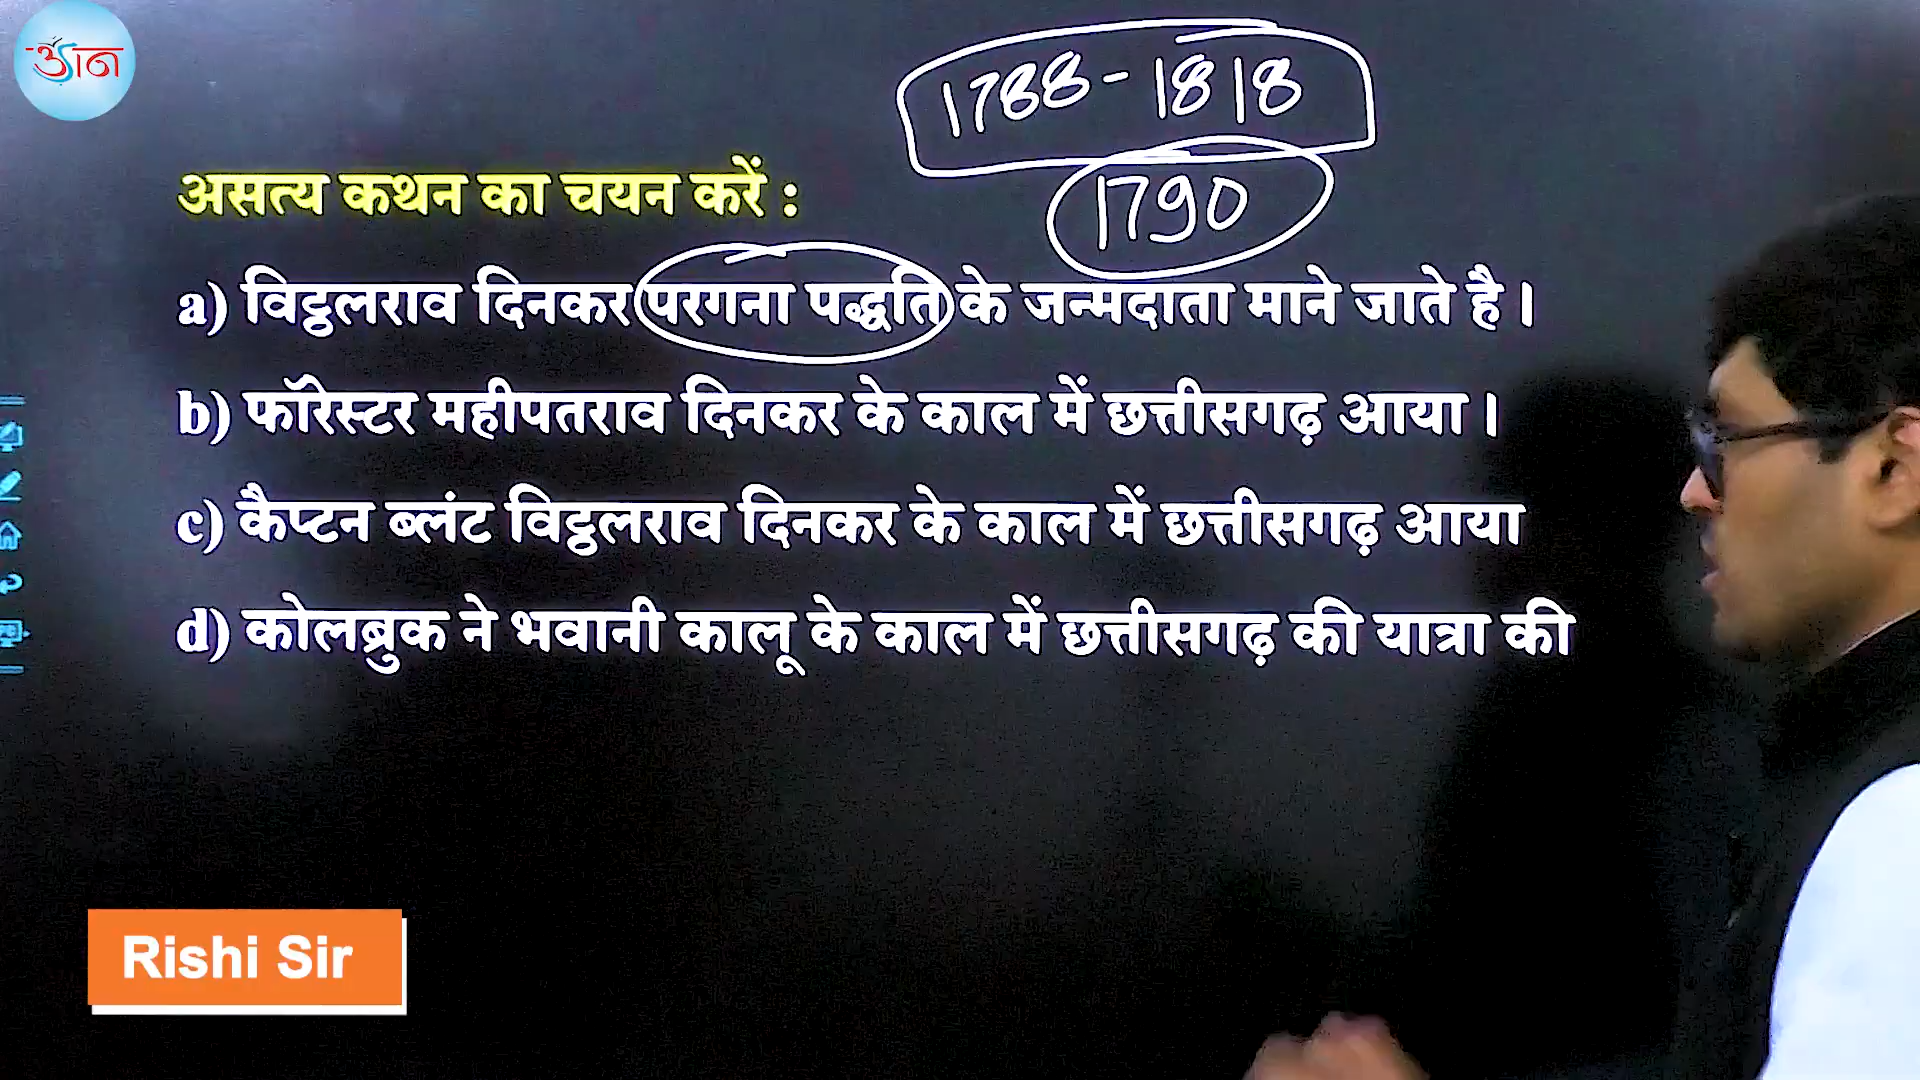 उड़ान
1788 - 1818
1790
असत्य कथन का चयन करें :
a) विट्ठलराव दिनकर परगना पद्धति के जन्मदाता माने जाते है।
b) फॉरेस्टर महीपतराव दिनकर के काल में छत्तीसगढ़ आया।
c) कैप्टन ब्लंट विट्ठलराव दिनकर के काल में छत्तीसगढ़ आया
d) कोलब्रुक ने भवानी कालू के काल में छत्तीसगढ़ की यात्रा की
Rishi Sir